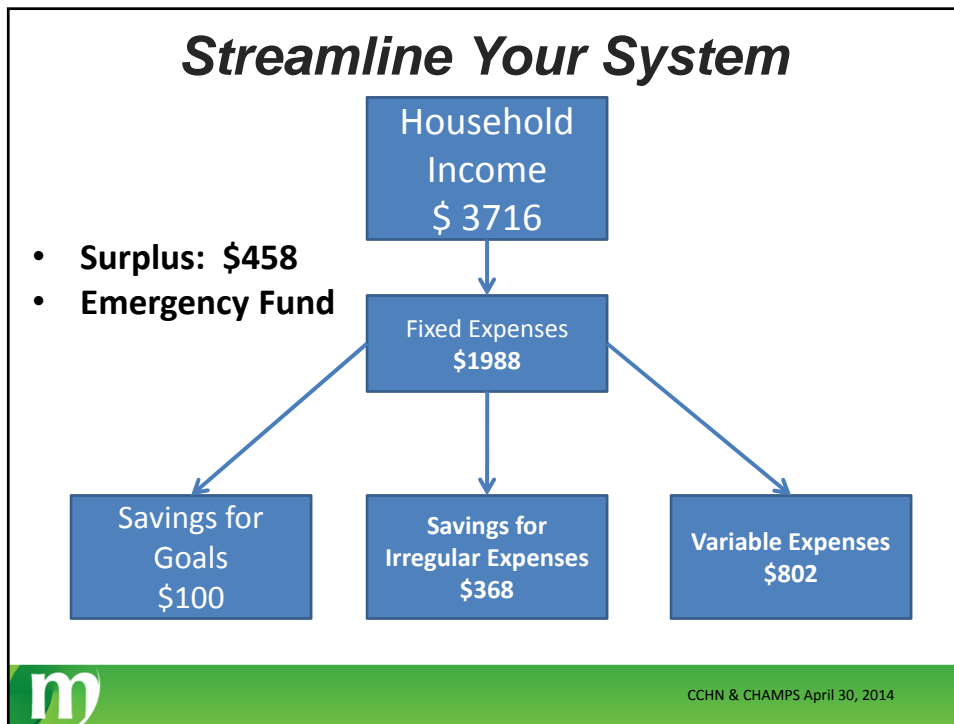 Streamline Your System
Household
Income
$ 3716
• Surplus: $458
• Emergency Fund
Fixed Expenses
$1988
Savings for
Goals
$100
Savings for
Irregular Expenses
$368
Variable Expenses
$802
m
CCHN & CHAMPS April 30, 2014